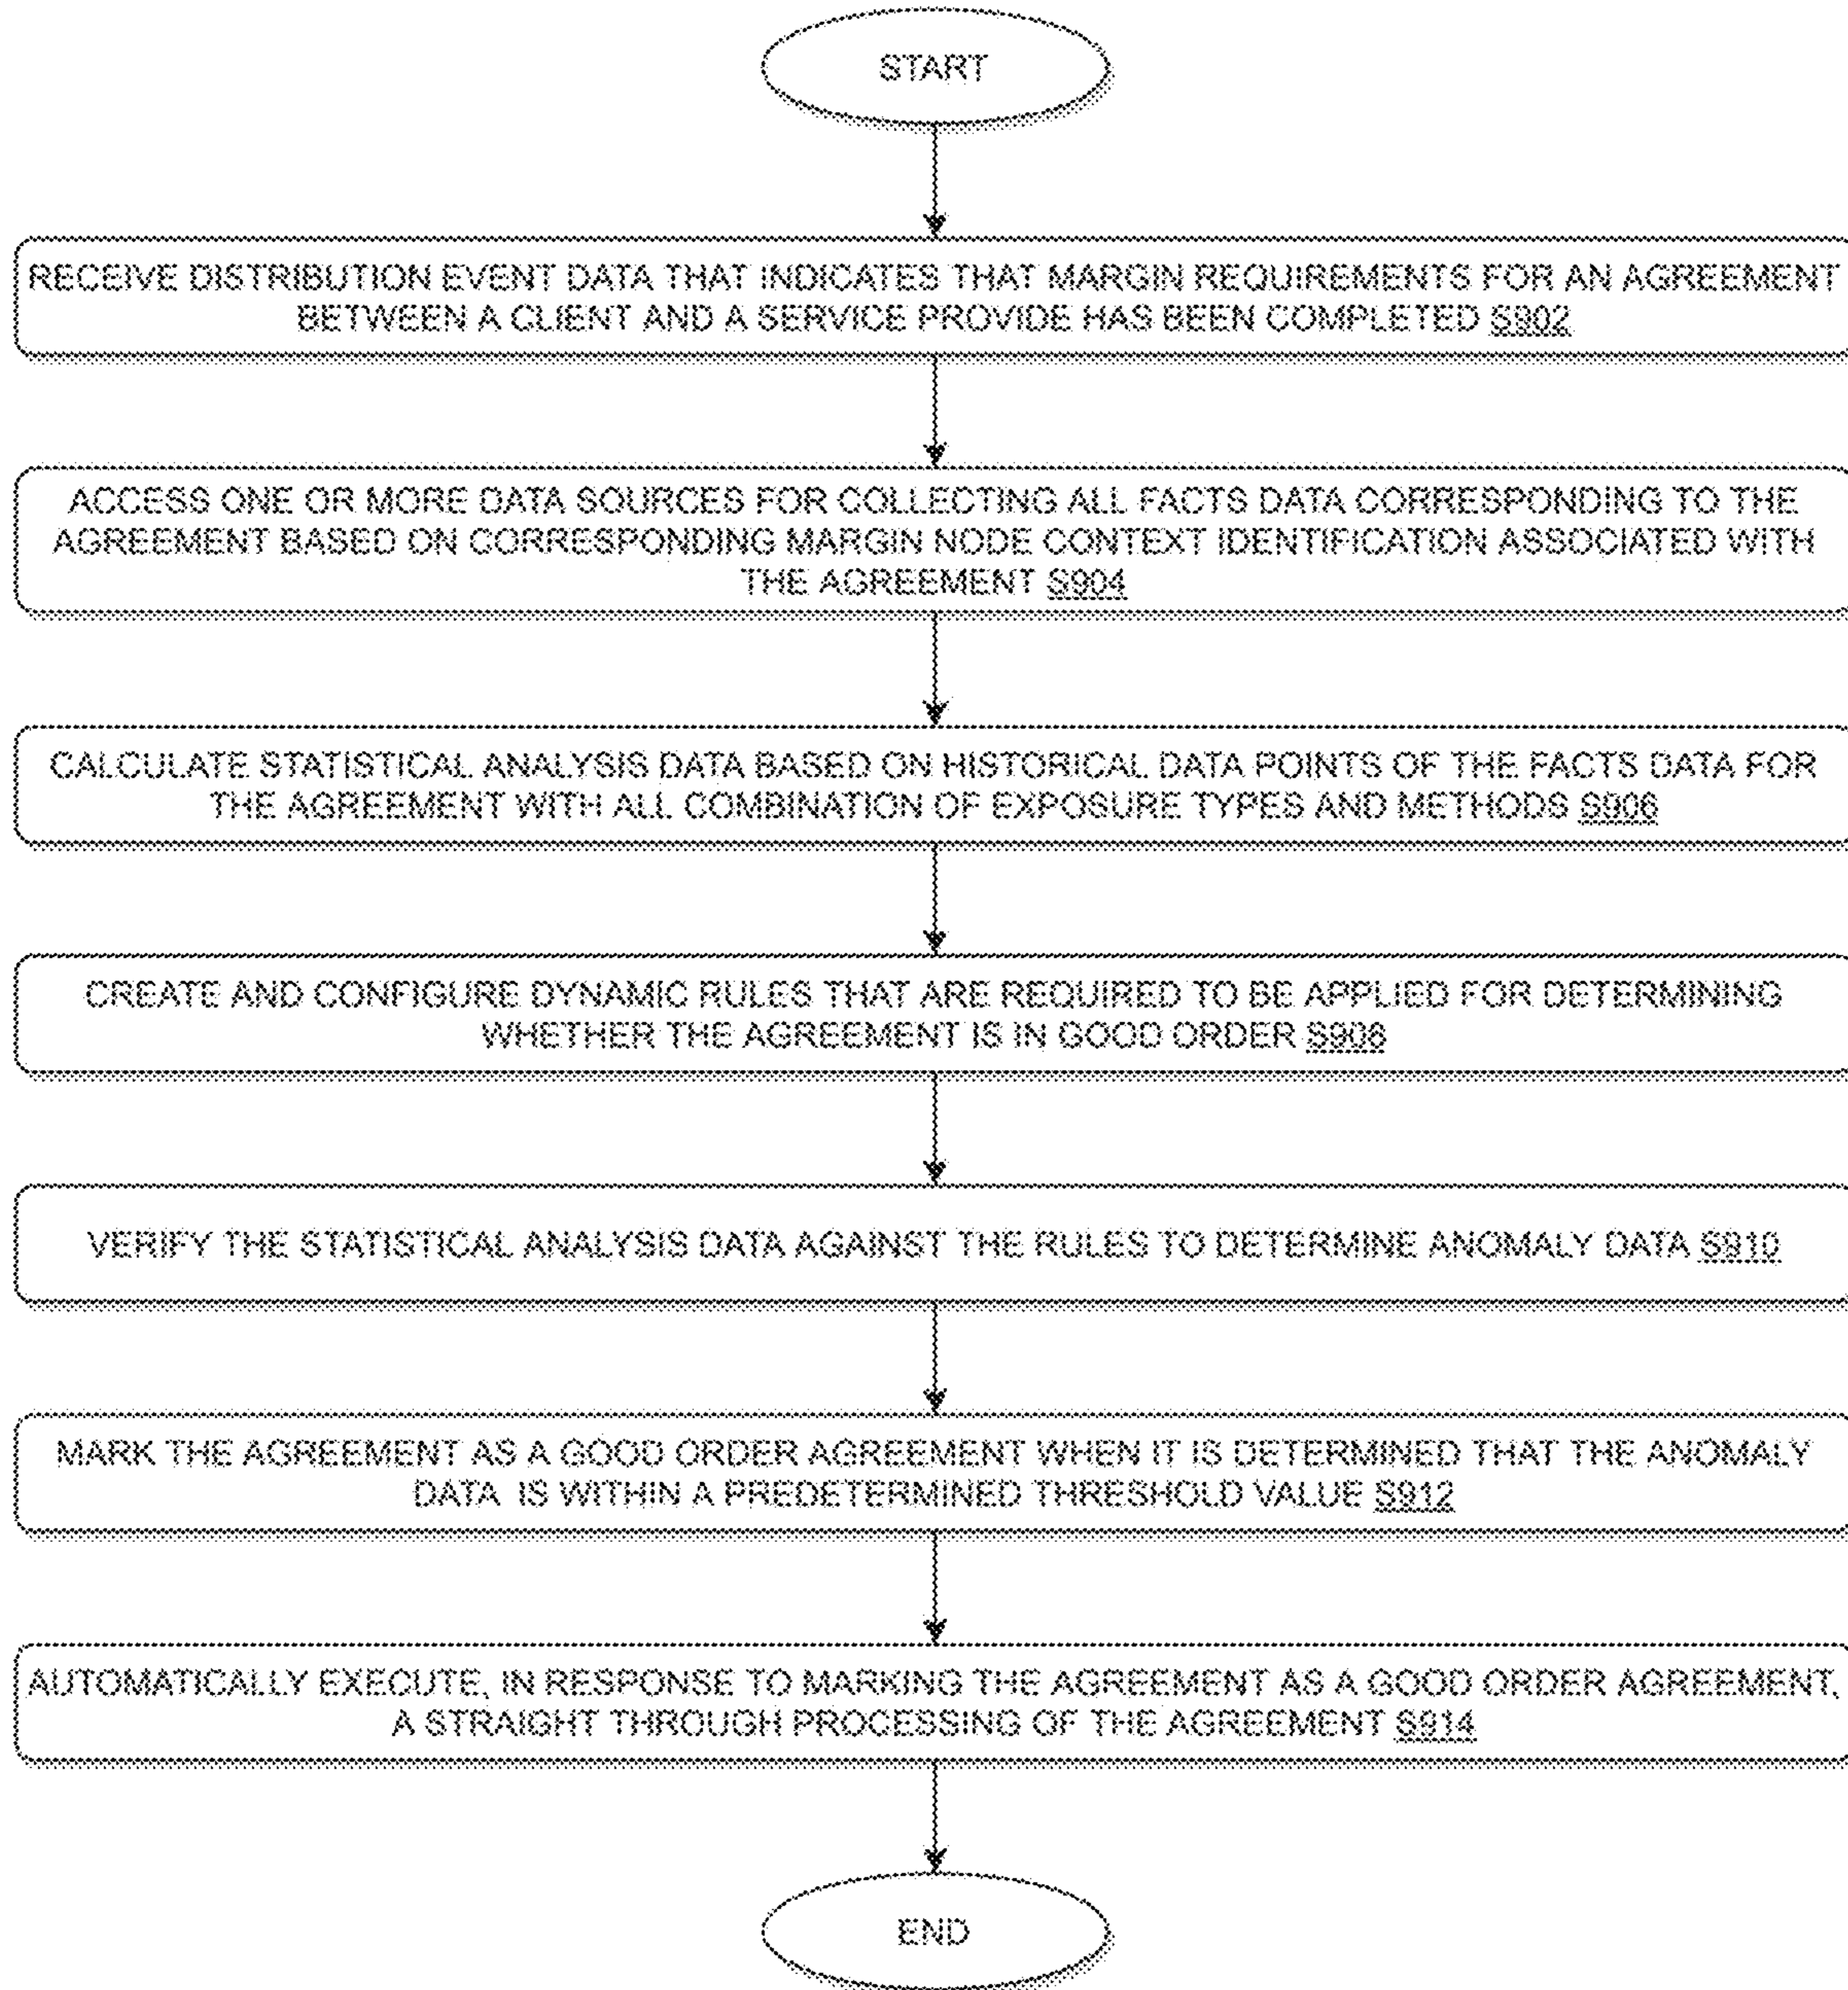 START
RECEIVE DISTRIBUTION EVENT DATA THAT INDICATES THAT MARGIN REQUIREMENTS FOR AN AGREEMENT
BETWEEN A CLIENT AND A SERVICE PROVIDE HAS BEEN COMPLETED S902
ACCESS ONE OR MORE DATA SOURCES FOR COLLECTING ALL FACTS DATA CORRESPONDING TO THE
AGREEMENT BASED ON CORRESPONDING MARGIN NODE CONTEXT IDENTIFICATION ASSOCIATED WITH
THE AGREEMENT S904
CALCULATE STATISTICAL ANALYSIS DATA BASED ON HISTORICAL DATA POINTS OF THE FACTS DATA FOR
THE AGREEMENT WITH ALL COMBINATION OF EXPOSURE TYPES AND METHODS S906
CREATE AND CONFIGURE DYNAMIC RULES THAT ARE REQUIRED TO BE APPLIED FOR DETERMINING
WHETHER THE AGREEMENT IS IN GOOD ORDER S908
VERIFY THE STATISTICAL ANALYSIS DATA AGAINST THE RULES TO DETERMINE ANOMALY DATA S910
MARK THE AGREEMENT AS A GOOD ORDER AGREEMENT WHEN IT IS DETERMINED THAT THE ANOMALY
DATA IS WITHIN A PREDETERMINED THRESHOLD VALUE S912
AUTOMATICALLY EXECUTE, IN RESPONSE TO MARKING THE AGREEMENT AS A GOOD ORDER AGREEMENT,
A STRAIGHT THROUGH PROCESSING OF THE AGREEMENT S914
END